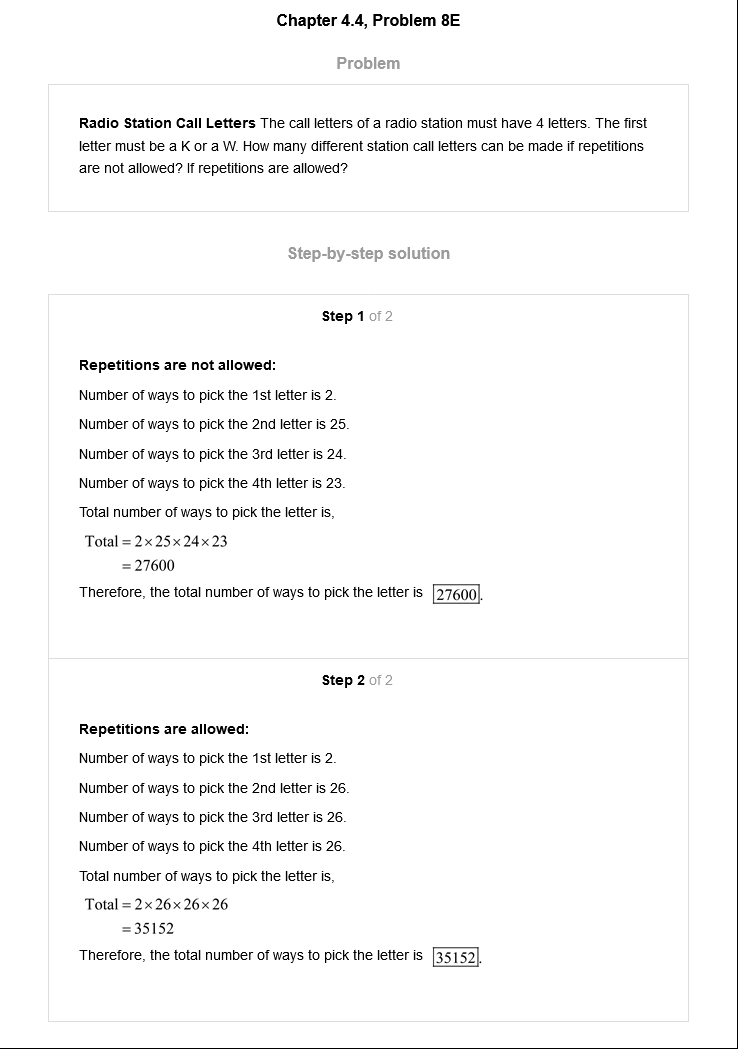 Chapter 4.4, Problem 8E
Problem
Radio Station Call Letters The call letters of a radio station must have 4 letters. The first
letter must be a K or a W. How many different station call letters can be made if repetitions
are not allowed? If repetitions are allowed?
Step-by-step solution
Step 1 of 2
Repetitions are not allowed:
Number of ways to pick the 1st letter is 2.
Number of ways to pick the 2nd letter is 25.
Number of ways to pick the 3rd letter is 24.
Number of ways to pick the 4th letter is 23.
Total number of ways to pick the letter is,
Total = 2×25×24×23
= 27600
Therefore, the total number of ways to pick the letter is 27600.
Step 2 of 2
Repetitions are allowed:
Number of ways to pick the 1st letter is 2.
Number of ways to pick the 2nd letter is 26.
Number of ways to pick the 3rd letter is 26.
Number of ways to pick the 4th letter is 26.
Total number of ways to pick the letter is,
Total = 2×26×26×26
= 35152
Therefore, the total number of ways to pick the letter is 35152.